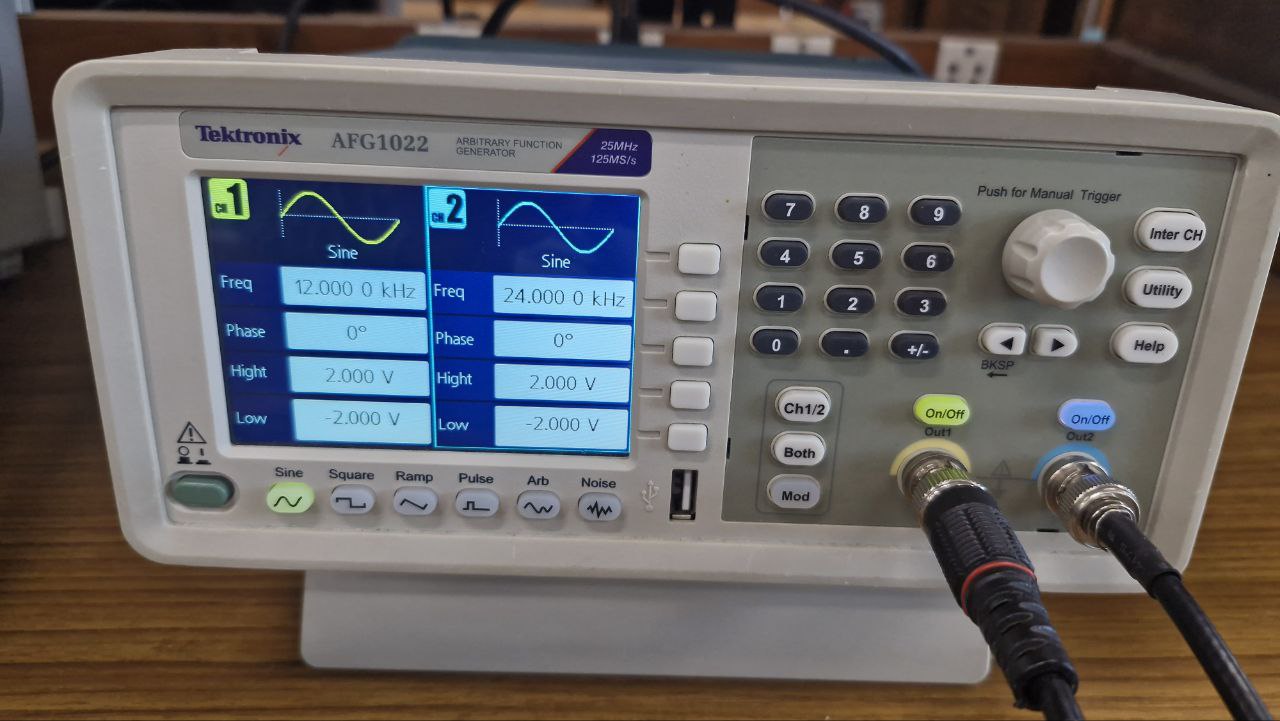 Tektronix AFG1022 ARBITRARY FUNCTION
GENERATOR
25MHz
125MS/s
CH 1
Sine
Freq 12.000 0 kHz
Phase 0°
Hight 2.000 V
Low -2.000 V
CH 2
Sine
Freq 24.000 0 kHz
Phase 0°
Hight 2.000 V
Low -2.000 V
Sine Square Ramp Pulse Arb Noise
7 8 9
4 5 6
1 2 3
0 . +/-
Push for Manual Trigger
Inter CH
Utility
Help
◀ ▶
BKSP
←
Ch1/2
Both
Mod
On/Off
Out1
On/Off
Out2